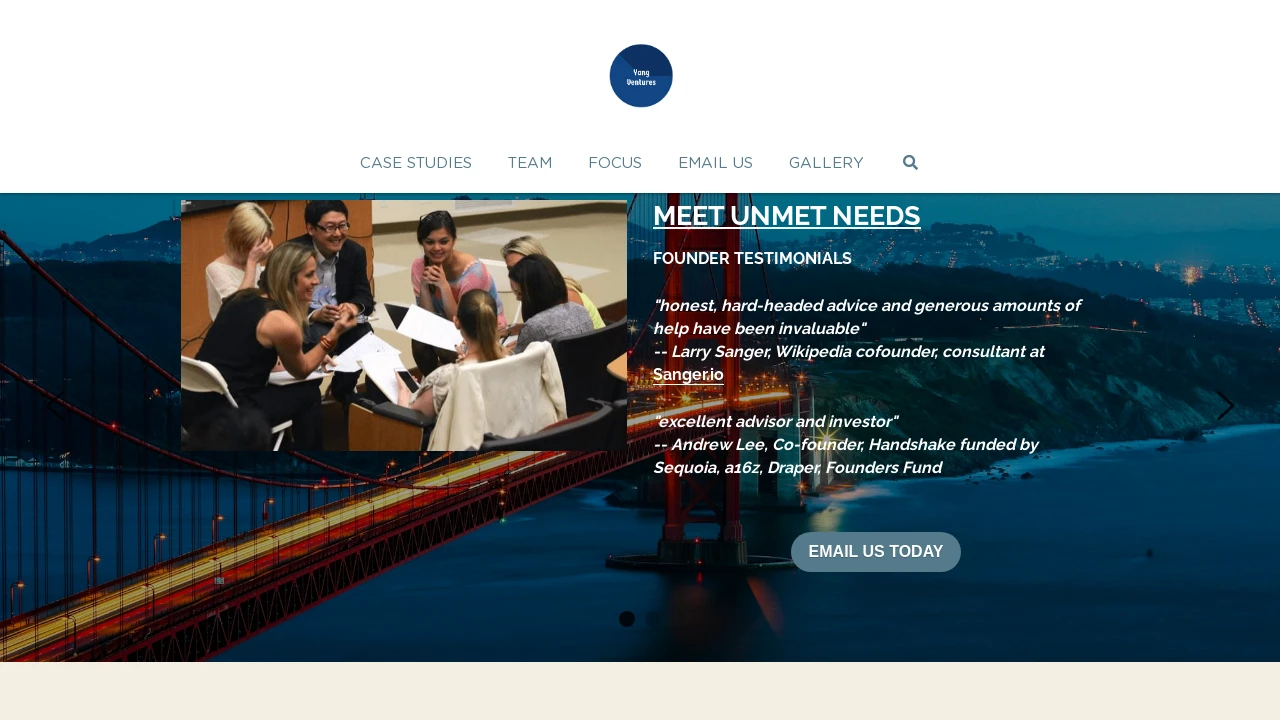 Yang
Ventures
CASE STUDIES
TEAM
FOCUS
EMAIL US
GALLERY
MEET UNMET NEEDS
FOUNDER TESTIMONIALS
"honest, hard-headed advice and generous amounts of
help have been invaluable"
-- Larry Sanger, Wikipedia cofounder, consultant at
Sanger.io
"excellent advisor and investor"
-- Andrew Lee, Co-founder, Handshake funded by
Sequoia, a16z, Draper, Founders Fund
EMAIL US TODAY